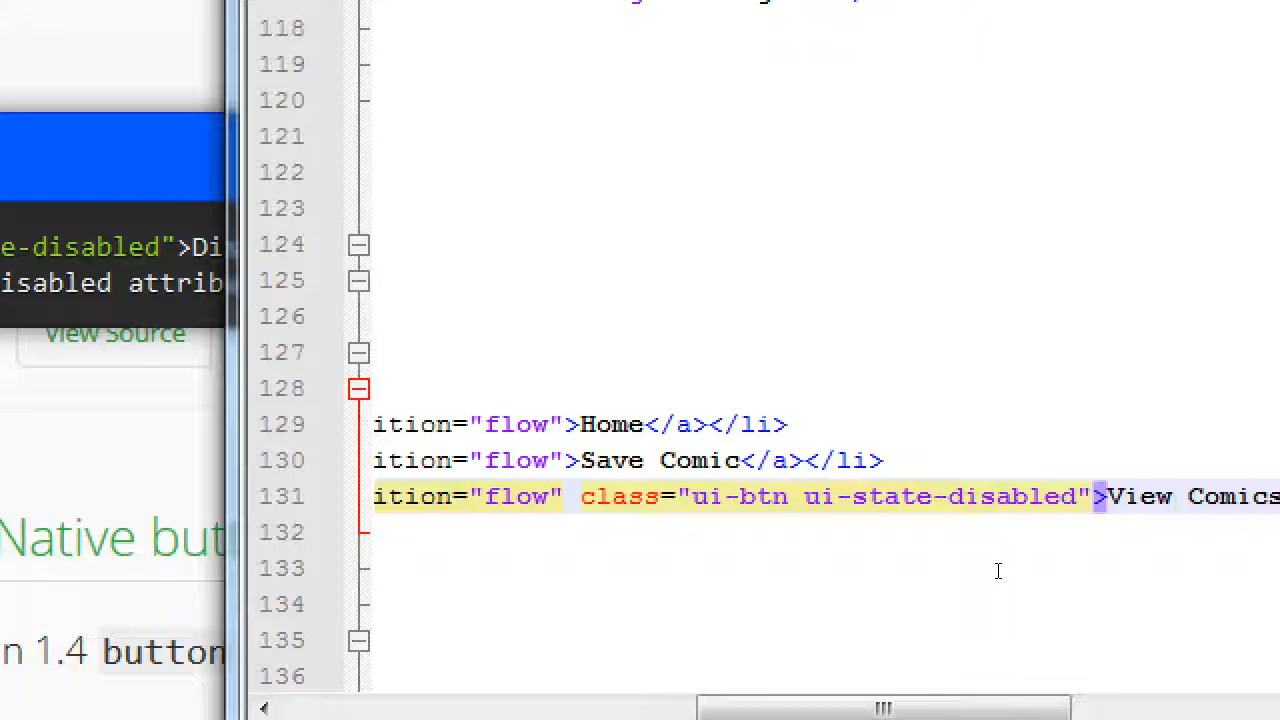 118
119
120
121
122
123
e-disabled">Di
124
isabled attrib
125
126
View Source
127
128
129 ition="flow">Home</a></li>
130 ition="flow">Save Comic</a></li>
131 ition="flow" class="ui-btn ui-state-disabled">View Comics
Native but
132
133
134
n 1.4 button
135
136